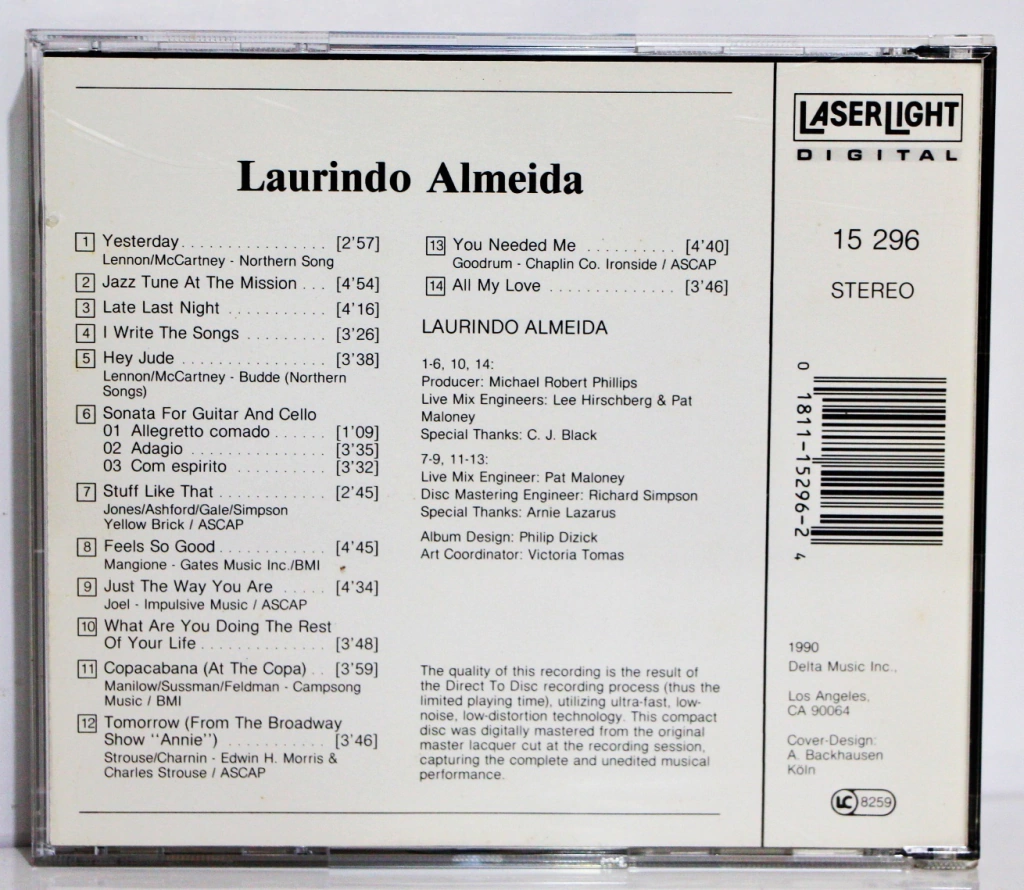 Laurindo Almeida
1 Yesterday................ [2'57]
Lennon/McCartney - Northern Song
2 Jazz Tune At The Mission ... [4'54]
3 Late Last Night ........... [4'16]
4 I Write The Songs ......... [3'26]
5 Hey Jude ................. [3'38]
Lennon/McCartney - Budde (Northern
Songs)
6 Sonata For Guitar And Cello
01 Allegretto comado ...... [1'09]
02 Adagio ............... [3'35]
03 Com espirito ........... [3'32]
7 Stuff Like That ............ [2'45]
Jones/Ashford/Gale/Simpson
Yellow Brick / ASCAP
8 Feels So Good............ [4'45]
Mangione - Gates Music Inc./BMI
9 Just The Way You Are ..... [4'34]
Joel - Impulsive Music / ASCAP
10 What Are You Doing The Rest
Of Your Life.............. [3'48]
11 Copacabana (At The Copa) .. [3'59]
Manilow/Sussman/Feldman - Campsong
Music / BMI
12 Tomorrow (From The Broadway
Show "Annie") ........... [3'46]
Strouse/Charnin - Edwin H. Morris &
Charles Strouse / ASCAP
13 You Needed Me .......... [4'40]
Goodrum - Chaplin Co. Ironside / ASCAP
14 All My Love .............. [3'46]
LAURINDO ALMEIDA
1-6, 10, 14:
Producer: Michael Robert Phillips
Live Mix Engineers: Lee Hirschberg & Pat
Maloney
Special Thanks: C. J. Black
7-9, 11-13:
Live Mix Engineer: Pat Maloney
Disc Mastering Engineer: Richard Simpson
Special Thanks: Arnie Lazarus
Album Design: Philip Dizick
Art Coordinator: Victoria Tomas
The quality of this recording is the result of
the Direct To Disc recording process (thus the
limited playing time), utilizing ultra-fast, low-
noise, low-distortion technology. This compact
disc was digitally mastered from the original
master lacquer cut at the recording session,
capturing the complete and unedited musical
performance.
LASERLIGHT
DIGITAL
15 296
STEREO
0 1811-15296-2 4
1990
Delta Music Inc.,
Los Angeles,
CA 90064
Cover-Design:
A. Backhausen
Köln
LC 8259